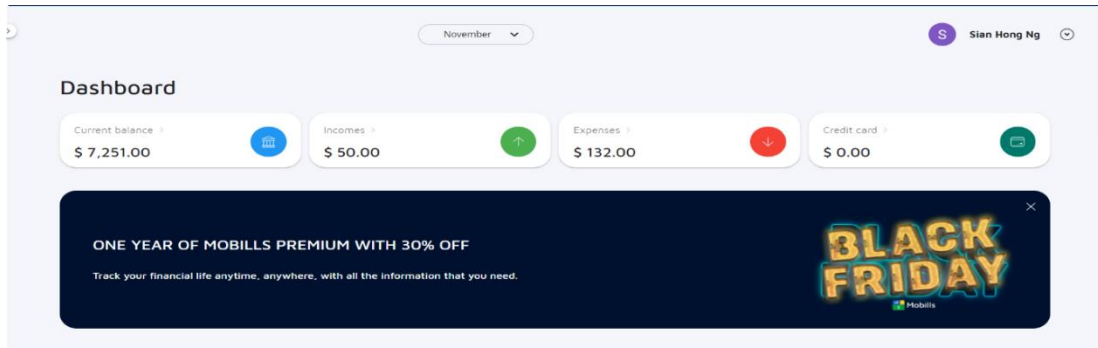 November
S
Sian Hong Ng
Dashboard
Current balance
$ 7,251.00
Incomes
$ 50.00
Expenses
$ 132.00
Credit card
$ 0.00
ONE YEAR OF MOBILLS PREMIUM WITH 30% OFF
Track your financial life anytime, anywhere, with all the information that you need.
BLACK
FRIDAY
Mobills